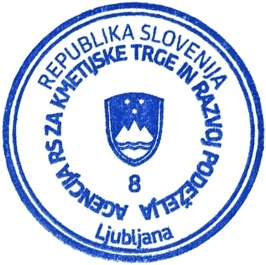 REPUBLIKA SLOVENIJA
AGENCIJA RS ZA KMETIJSKE TRGE IN RAZVOJ PODEŽELJA
8
Ljubljana